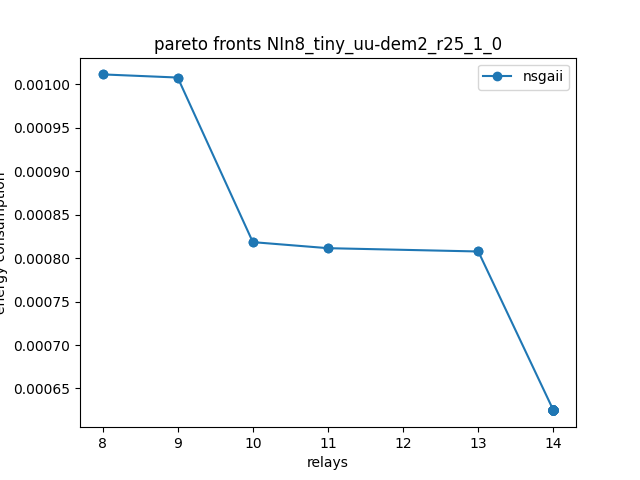 pareto fronts NIn8_tiny_uu-dem2_r25_1_0
nsgaii
0.00100
0.00095
0.00090
0.00085
0.00080
0.00075
0.00070
0.00065
energy consumption
8 9 10 11 12 13 14
relays